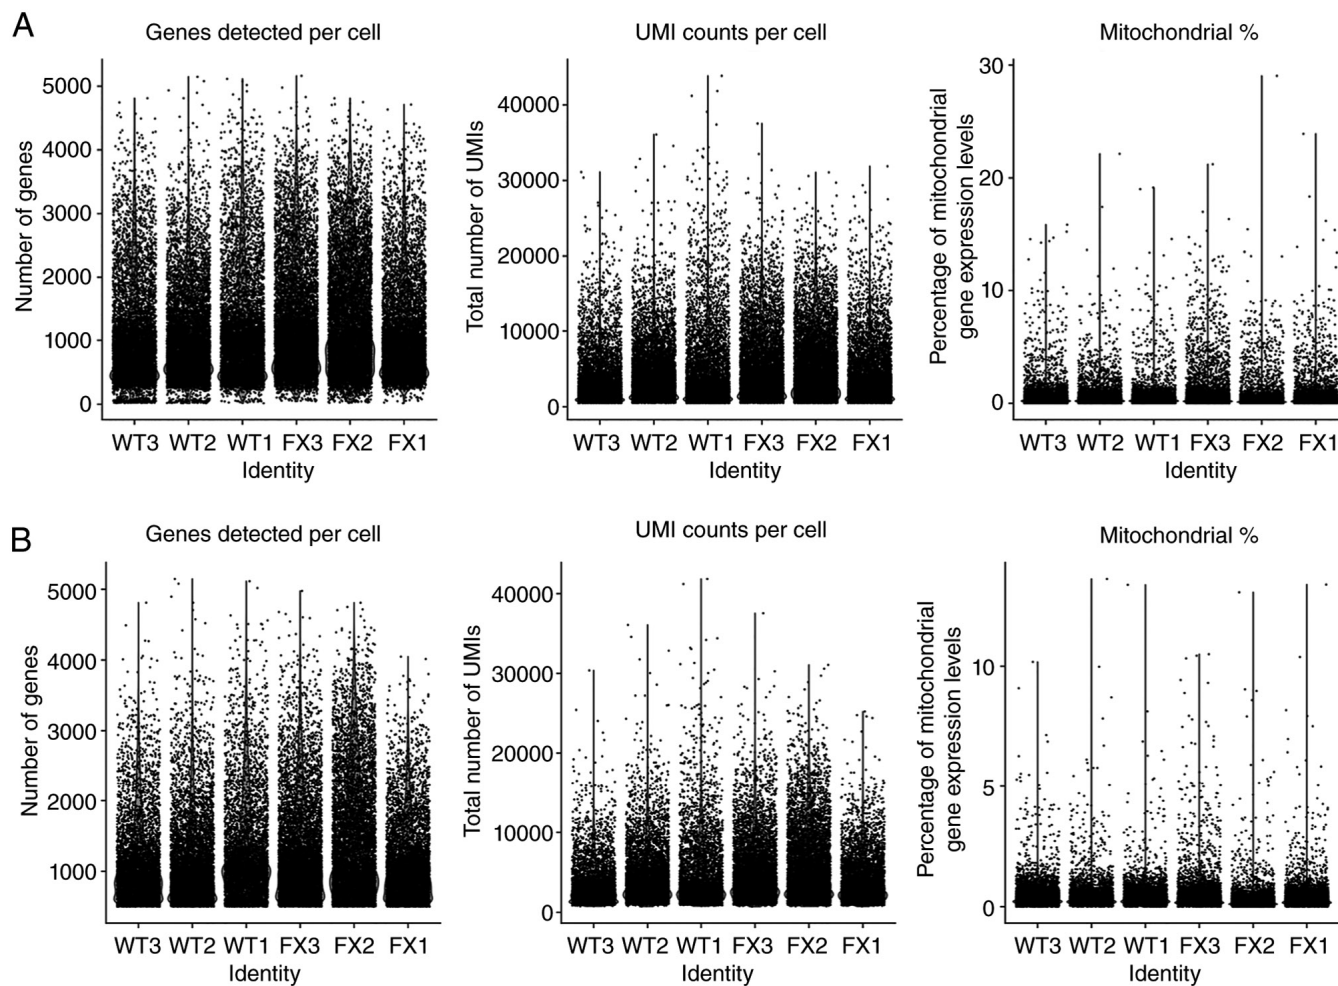 A
Genes detected per cell
Number of genes
5000
4000
3000
2000
1000
0
WT3 WT2 WT1 FX3 FX2 FX1
Identity
UMI counts per cell
Total number of UMIs
40000
30000
20000
10000
0
WT3 WT2 WT1 FX3 FX2 FX1
Identity
Mitochondrial %
Percentage of mitochondrial
gene expression levels
30
20
10
0
WT3 WT2 WT1 FX3 FX2 FX1
Identity
B
Genes detected per cell
Number of genes
5000
4000
3000
2000
1000
WT3 WT2 WT1 FX3 FX2 FX1
Identity
UMI counts per cell
Total number of UMIs
40000
30000
20000
10000
0
WT3 WT2 WT1 FX3 FX2 FX1
Identity
Mitochondrial %
Percentage of mitochondrial
gene expression levels
10
5
0
WT3 WT2 WT1 FX3 FX2 FX1
Identity